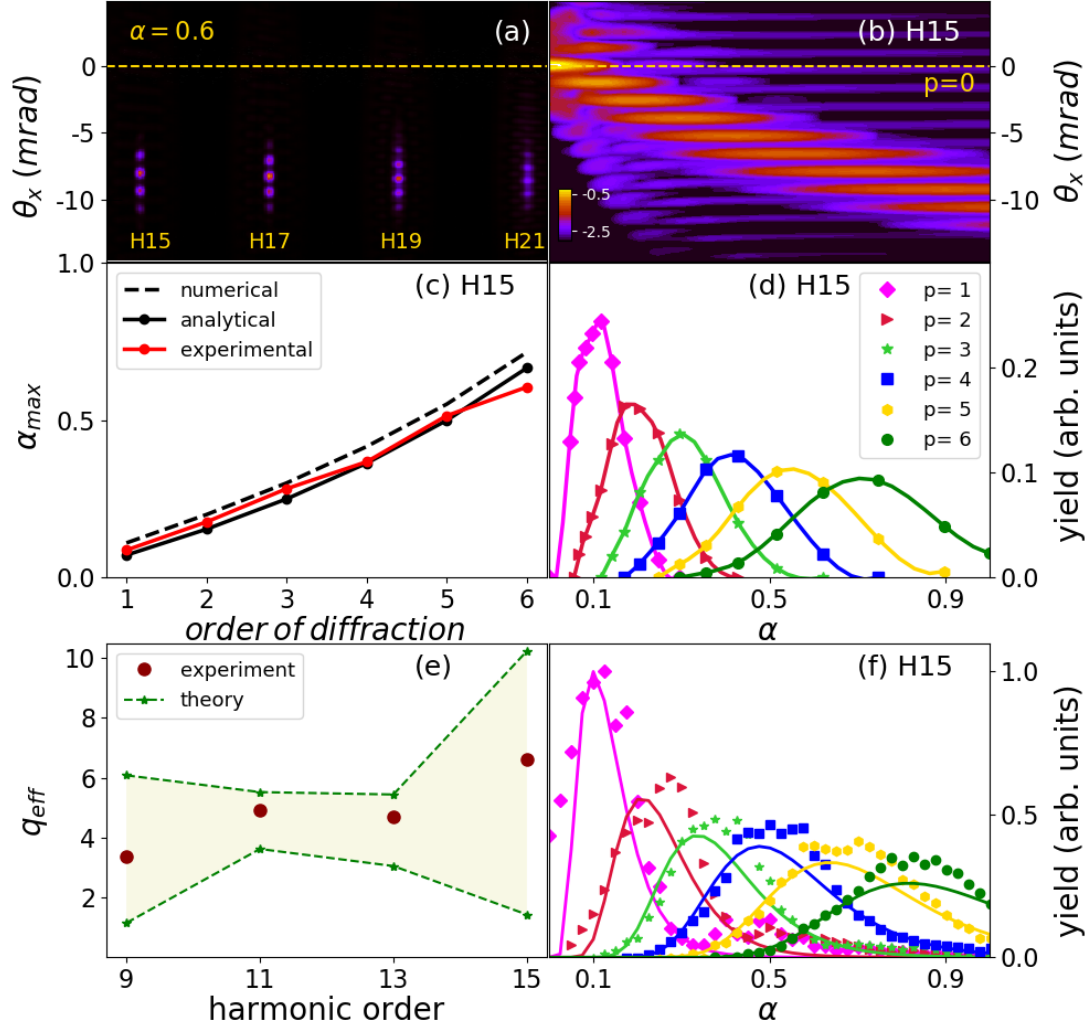 α = 0.6
(a)
0
-5
-10
θx (mrad)
H15 H17 H19 H21
(b) H15
p=0
0
-5
-10
θx (mrad)
-0.5
-2.5
(c) H15
numerical
analytical
experimental
1.0
0.5
0.0
αmax
1 2 3 4 5 6
order of diffraction
(d) H15
p= 1
p= 2
p= 3
p= 4
p= 5
p= 6
0.2
0.1
0.0
yield (arb. units)
0.1 0.5 0.9
α
(e)
experiment
theory
10
8
6
4
2
qeff
9 11 13 15
harmonic order
(f) H15
1.0
0.5
0.0
yield (arb. units)
0.1 0.5 0.9
α